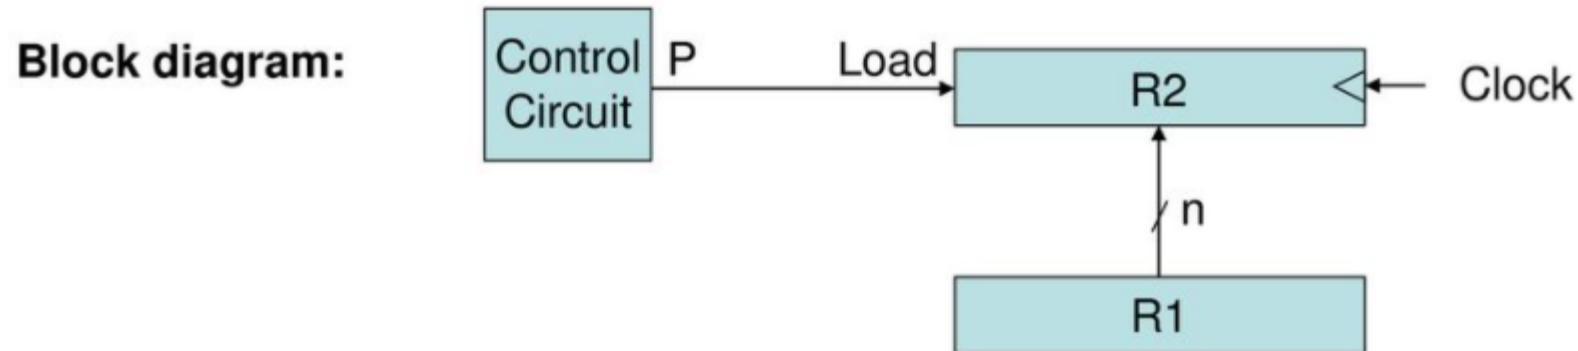 Block diagram:
Control
Circuit
P
Load
R2
Clock
n
R1